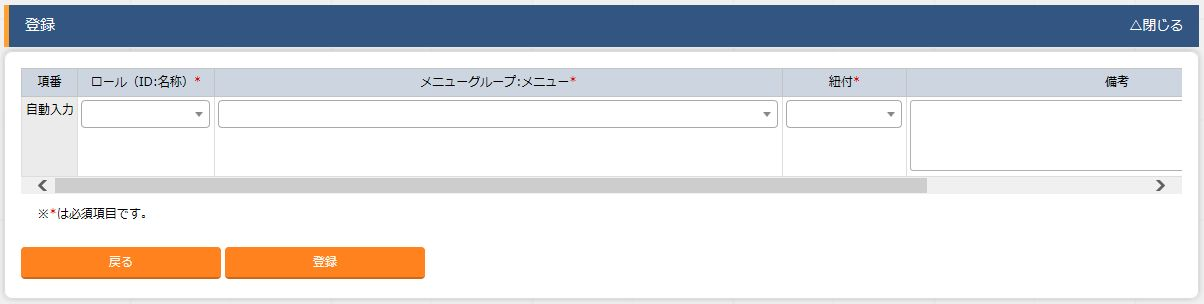 登録 △閉じる
項番 ロール（ID:名称）* メニューグループ:メニュー* 紐付* 備考
自動入力
※*は必須項目です。
戻る 登録